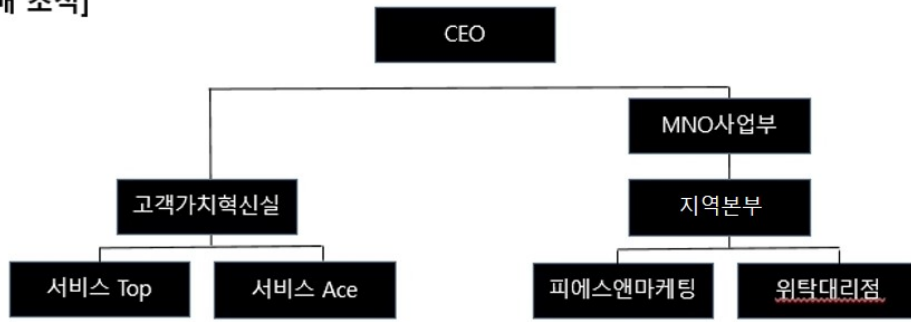 조직]
CEO
MNO사업부
고객가치혁신실
지역본부
서비스 Top
서비스 Ace
피에스앤마케팅
위탁대리점